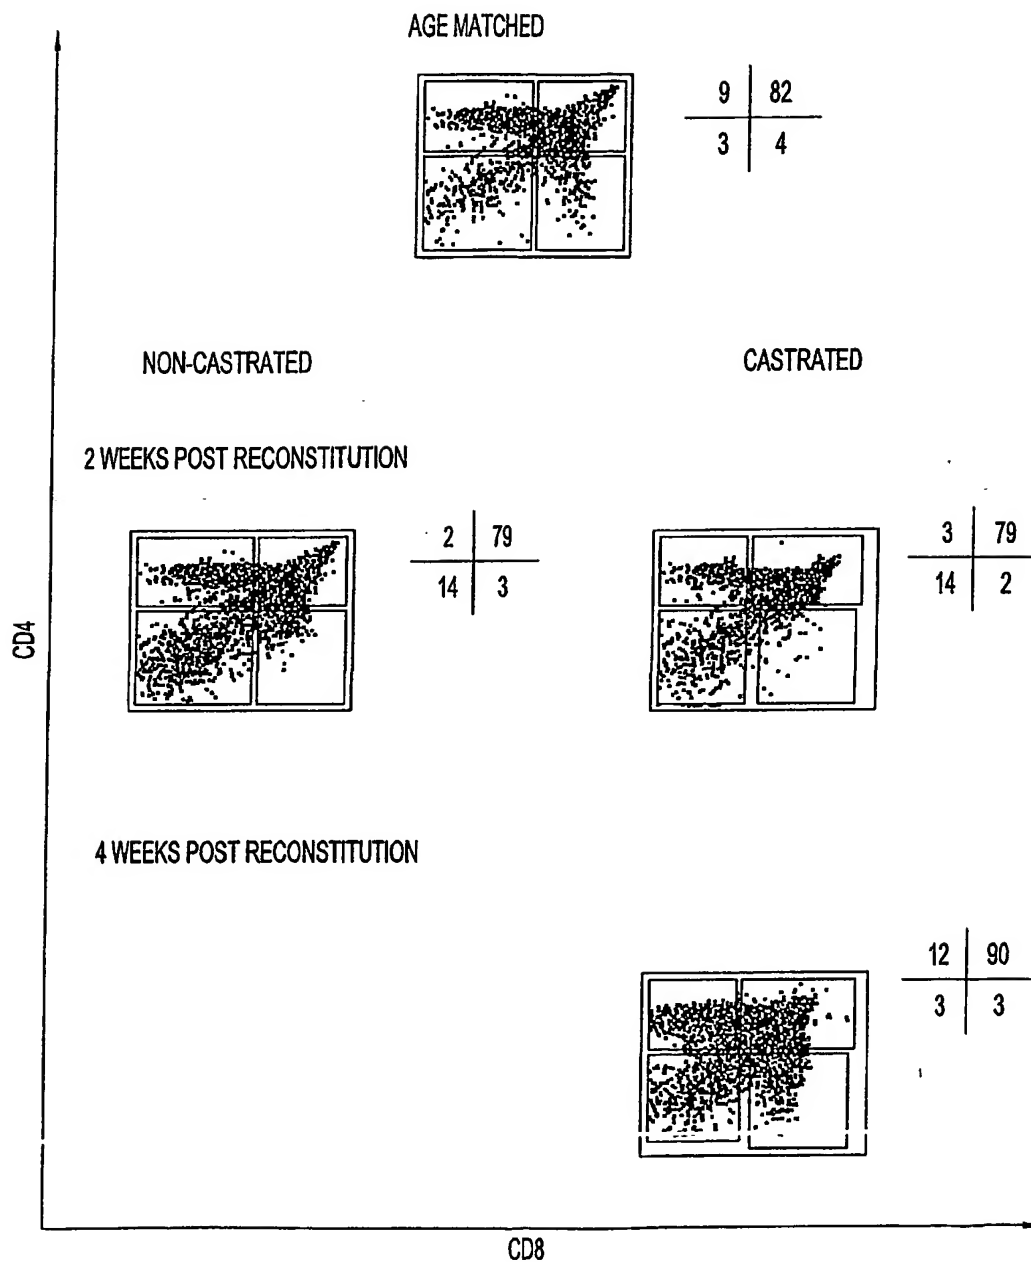 AGE MATCHED
9 82
3 4
NON-CASTRATED CASTRATED
2 WEEKS POST RECONSTITUTION
2 79
14 3
3 79
14 2
CD4
4 WEEKS POST RECONSTITUTION
12 90
3 3
CD8